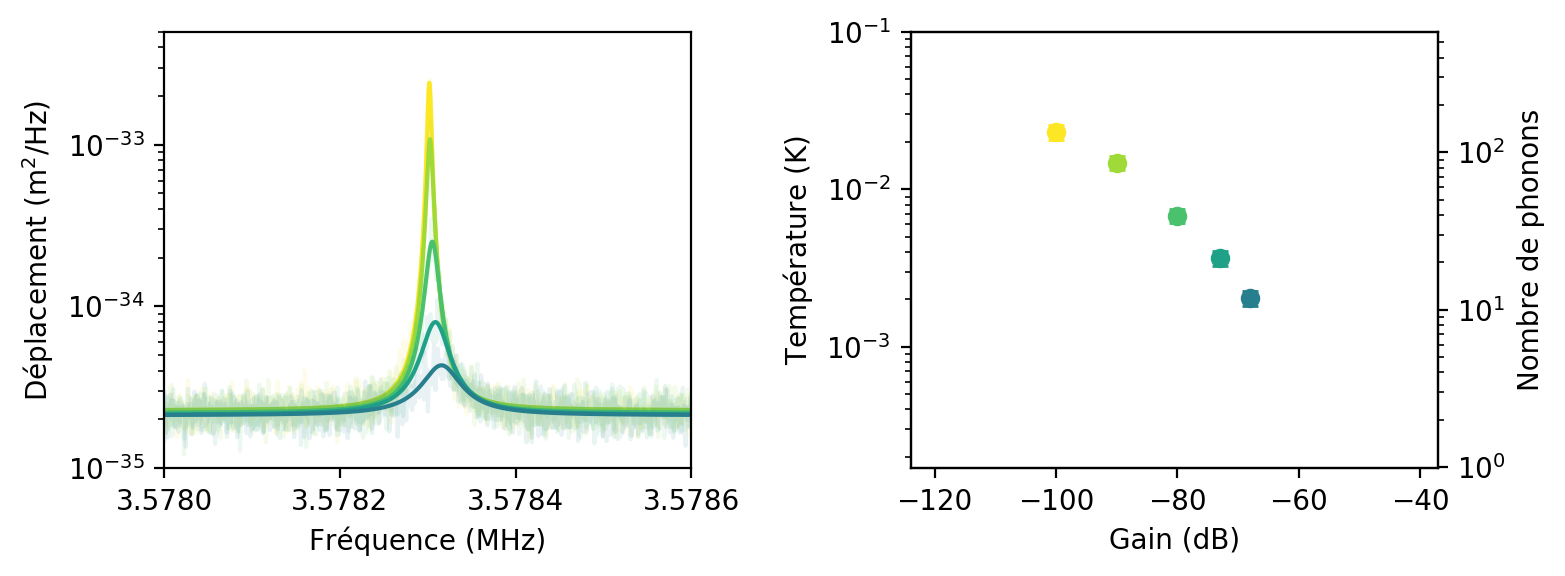 Déplacement (m²/Hz)
10⁻³³
10⁻³⁴
10⁻³⁵
3.5780 3.5782 3.5784 3.5786
Fréquence (MHz)
Température (K)
10⁻¹
10⁻²
10⁻³
−120 −100 −80 −60 −40
Gain (dB)
10²
10¹
10⁰
Nombre de phonons